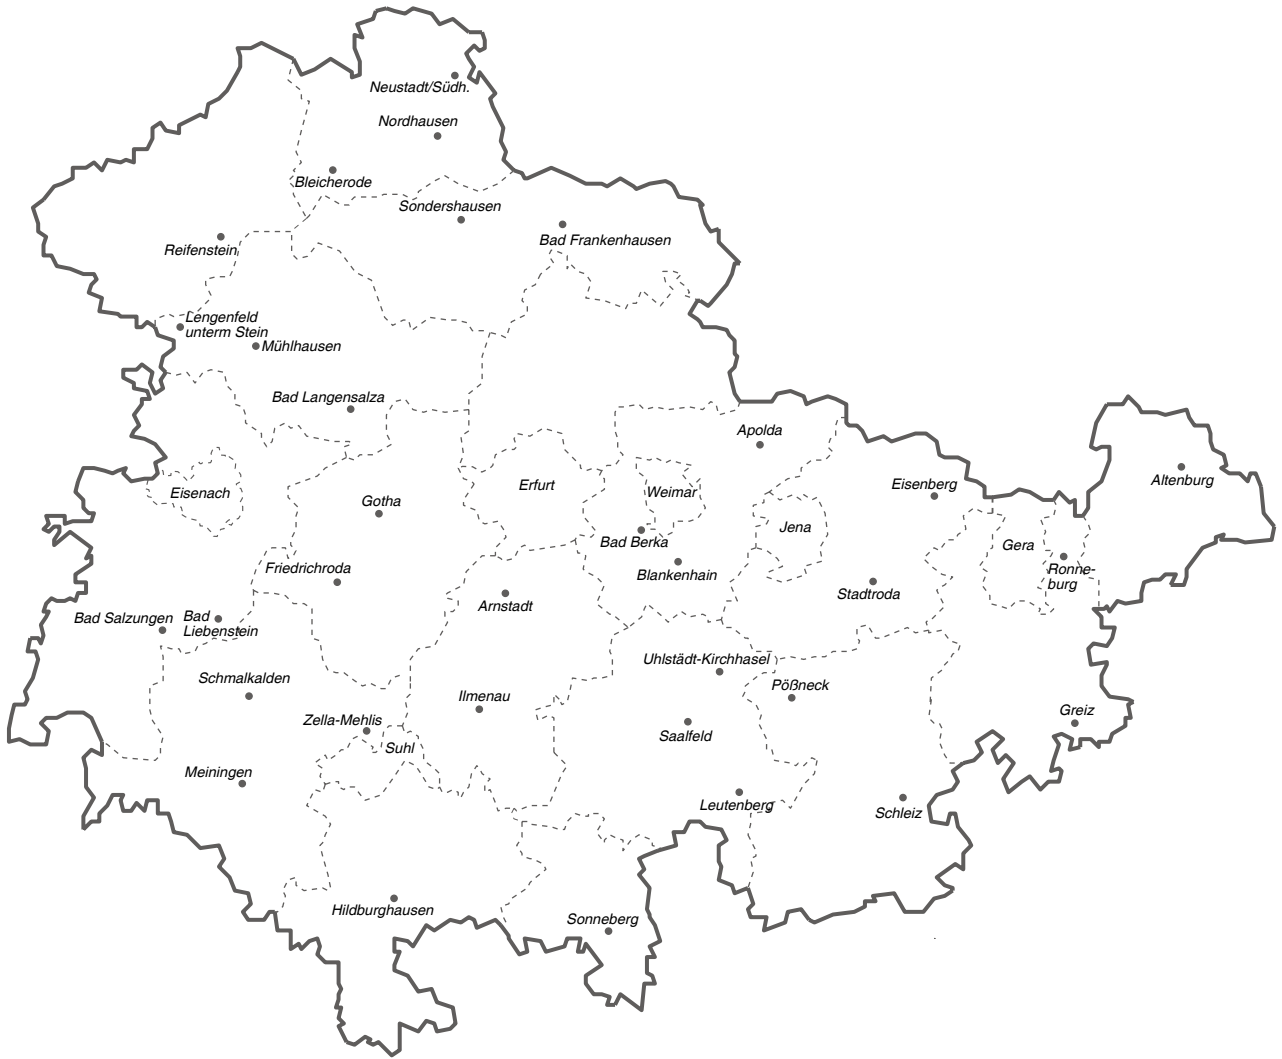 Neustadt/Südh.
Nordhausen
Bleicherode
Sondershausen
Bad Frankenhausen
Reifenstein
Lengenfeld
unterm Stein
Mühlhausen
Bad Langensalza
Apolda
Altenburg
Eisenberg
Erfurt
Weimar
Eisenach
Gotha
Jena
Bad Berka
Gera
Friedrichroda
Blankenhain
Ronne-
burg
Stadtroda
Arnstadt
Bad Salzungen
Bad
Liebenstein
Uhlstädt-Kirchhasel
Schmalkalden
Pößneck
Ilmenau
Greiz
Zella-Mehlis
Saalfeld
Suhl
Meiningen
Leutenberg
Schleiz
Hildburghausen
Sonneberg